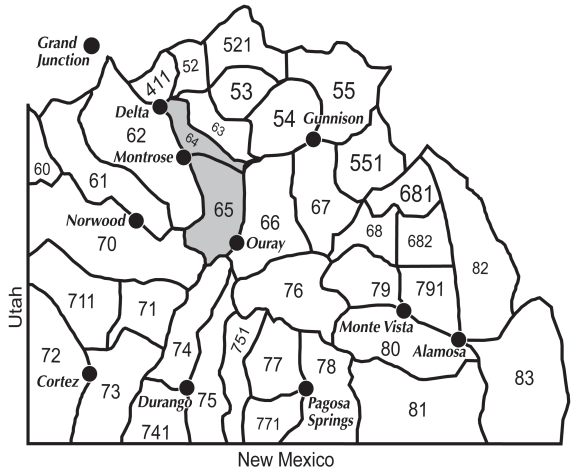 Grand
Junction
521
52
411
53
55
Delta
54
Gunnison
62
63
64
Montrose
551
60
61
681
65
67
Norwood
66
68
70
Ouray
682
82
76
79
791
711
71
Utah
Monte Vista
751
72
74
77
78
80
Alamosa
Cortez
83
73
Durango
75
Pagosa
Springs
81
741
771
New Mexico